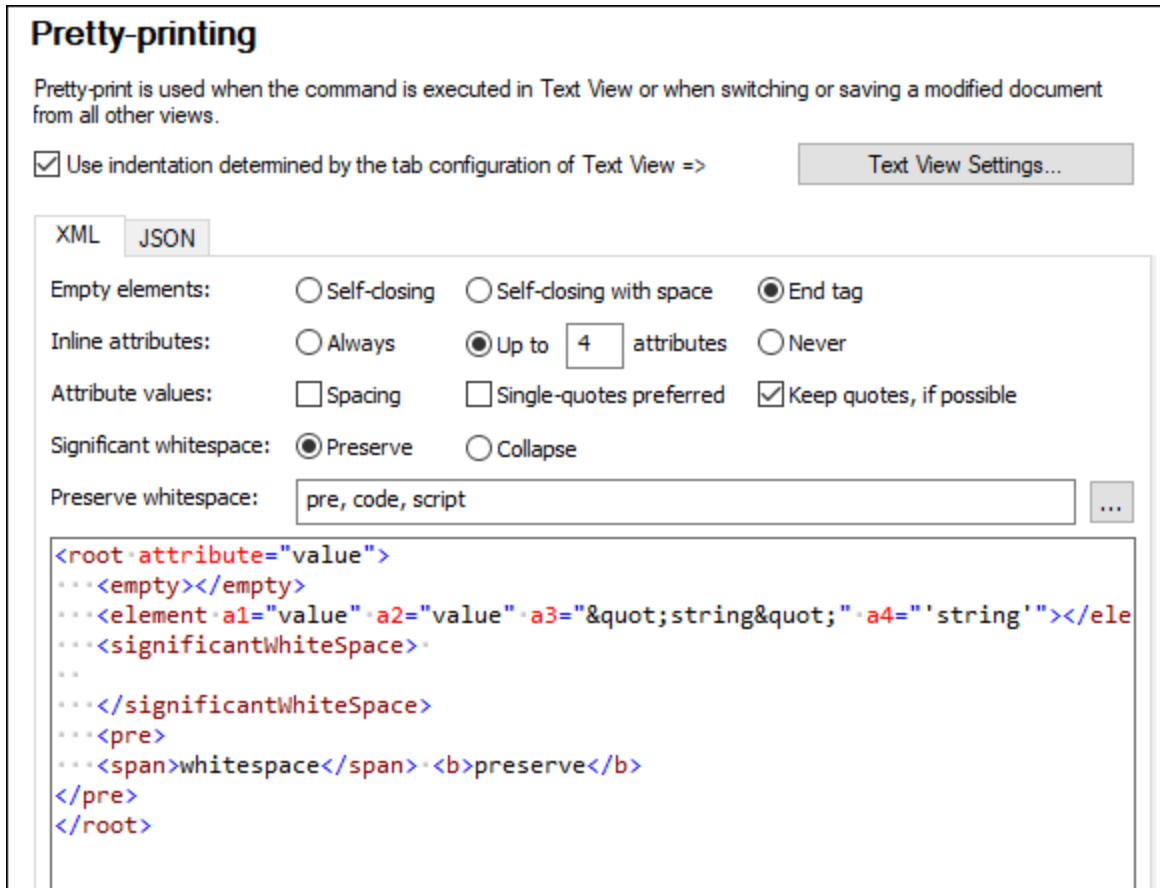 Pretty-printing
Pretty-print is used when the command is executed in Text View or when switching or saving a modified document
from all other views.
Use indentation determined by the tab configuration of Text View => Text View Settings...
XML JSON
Empty elements: Self-closing Self-closing with space End tag
Inline attributes: Always Up to 4 attributes Never
Attribute values: Spacing Single-quotes preferred Keep quotes, if possible
Significant whitespace: Preserve Collapse
Preserve whitespace: pre, code, script ...
<root·attribute="value">
···<empty></empty>
···<element·a1="value"·a2="value"·a3="&quot;string&quot;"·a4="'string'"></ele
···<significantWhiteSpace>·
··
···</significantWhiteSpace>
···<pre>
···<span>whitespace</span>·<b>preserve</b>
</pre>
</root>